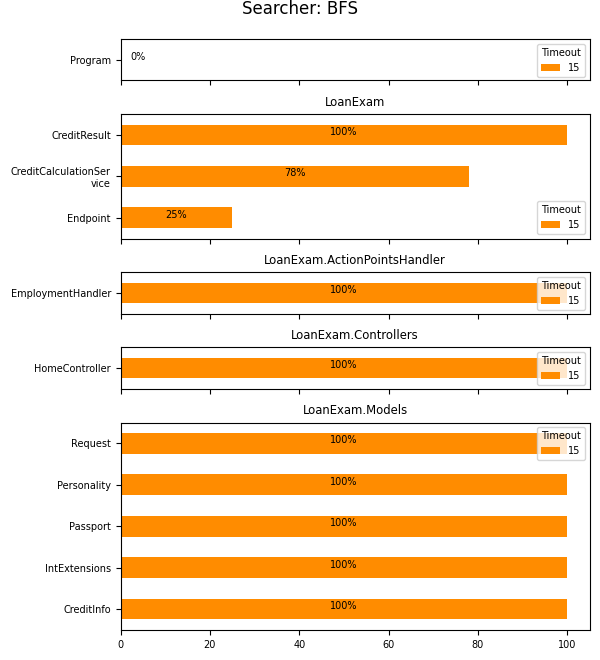 Searcher: BFS
Program
0%
Timeout
15
LoanExam
CreditResult
100%
CreditCalculationSer
vice
78%
Endpoint
25%
Timeout
15
LoanExam.ActionPointsHandler
EmploymentHandler
100%
Timeout
15
LoanExam.Controllers
HomeController
100%
Timeout
15
LoanExam.Models
Request
100%
Timeout
15
Personality
100%
Passport
100%
IntExtensions
100%
CreditInfo
100%
0 20 40 60 80 100